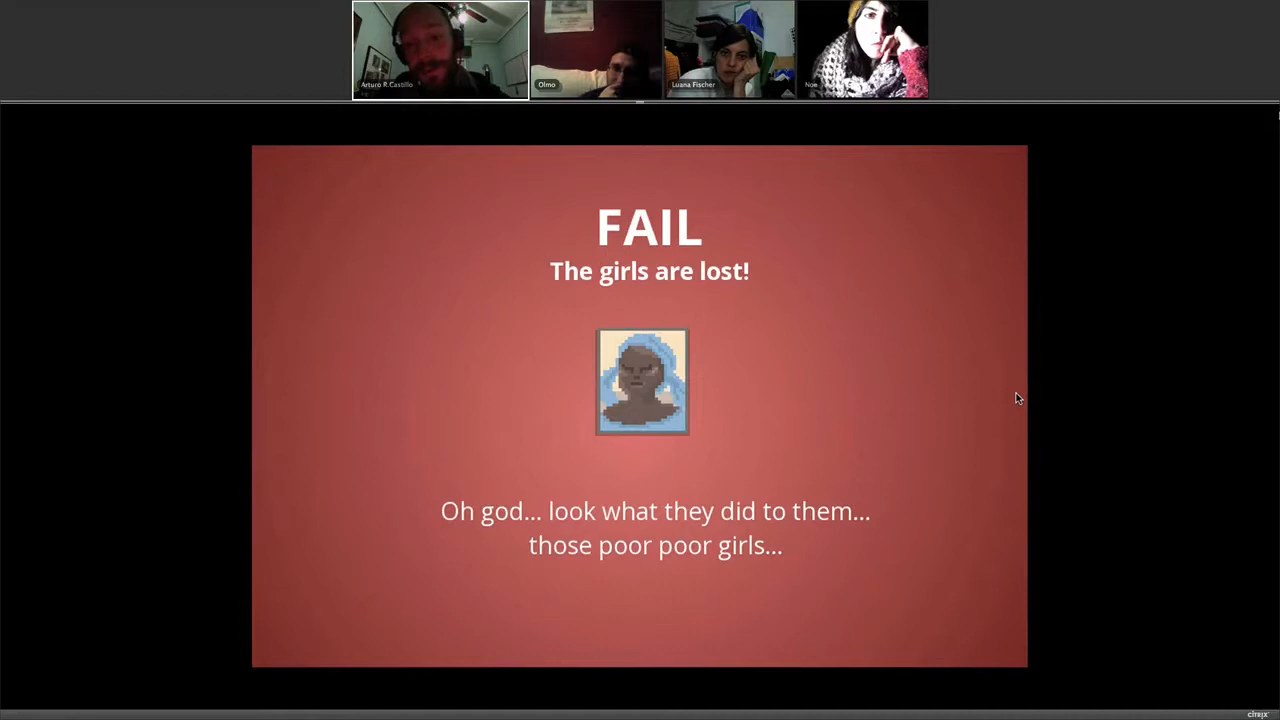 Arturo R.Castillo
Olmo
Luana Fischer
Noe
FAIL
The girls are lost!
Oh god... look what they did to them...
those poor poor girls...
CITRIX